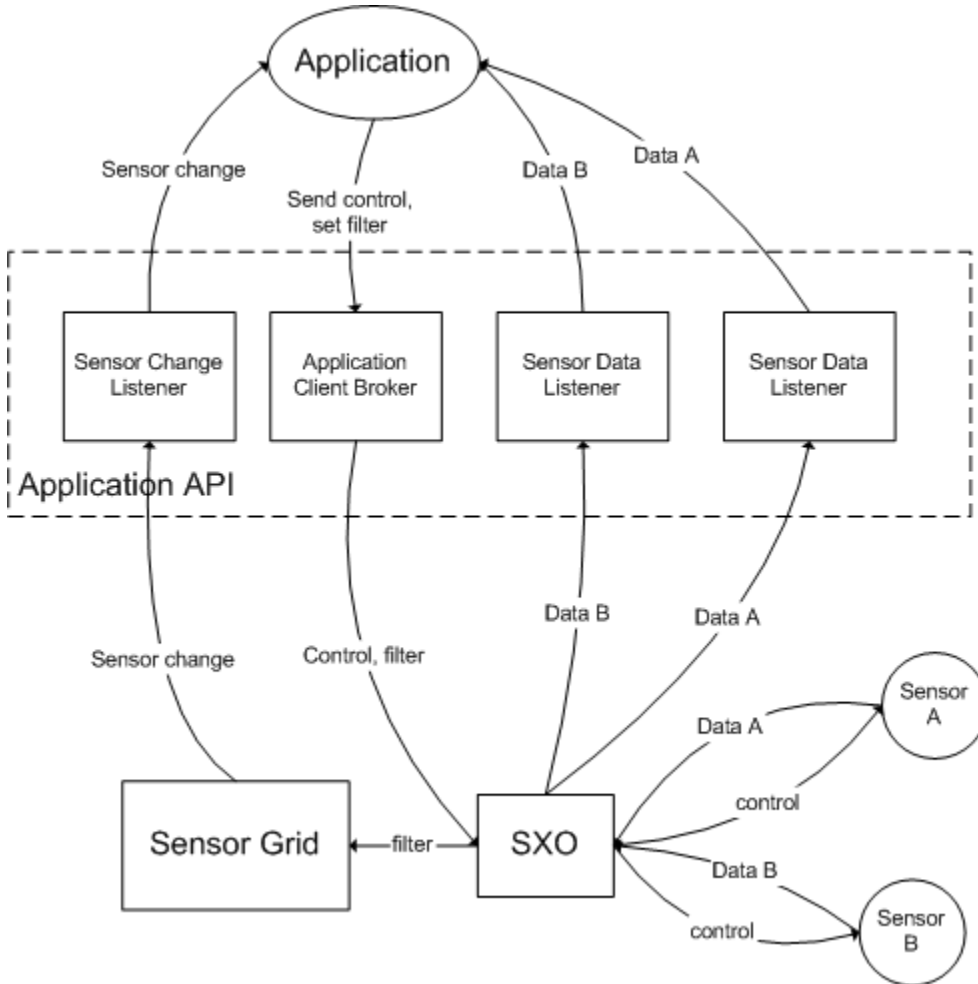 Application
Sensor change
Send control,
set filter
Data B
Data A
Sensor Change
Listener
Application
Client Broker
Sensor Data
Listener
Sensor Data
Listener
Application API
Sensor change
Control, filter
Data B
Data A
Sensor
A
Data A
control
Sensor Grid
filter
SXO
Data B
control
Sensor
B